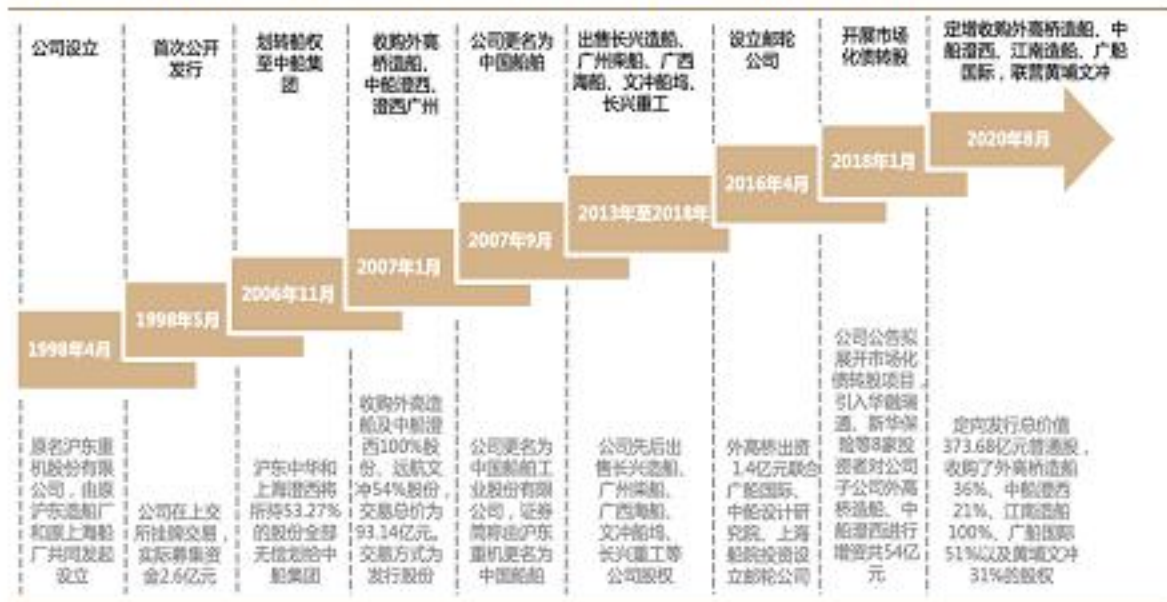 公司设立
首次公开
发行
划转船权
至中船集
团
收购外高
桥造船、
中船澄西、
澄西广州
公司更名为
中国船舶
出售长兴造船、
广州柴船、广西
海船、文冲船坞、
长兴重工
设立邮轮
公司
开展市场
化债转股
定增收购外高桥造船、中
船澄西、江南造船、广船
国际，联营黄埔文冲
1998年4月
1998年5月
2006年11月
2007年1月
2007年9月
2013年至2018年
2016年4月
2018年1月
2020年8月
原名沪东重
机股份有限
公司，由原
沪东造船厂
和原上海船
厂共同发起
设立
公司在上交
所挂牌交易，
实际募集资
金2.6亿元
沪东中华和
上海澄西将
所持53.27%
的股份全部
无偿划给中
船集团
收购外高造
船及中船澄
西100%股
份、远航文
冲54%股份，
交易总价为
93.14亿元。
交易方式为
发行股份
公司更名为
中国船舶工
业股份有限
公司，证券
简称由沪东
重机更名为
中国船舶
公司先后出
售长兴造船、
广州柴船、
广西海船、
文冲船坞、
长兴重工等
公司股权
外高桥出资
1.4亿元联合
广船国际、
中船设计研
究院、上海
船院投资设
立邮轮公司
公司公告拟
展开市场化
债转股项目，
引入华融瑞
通、新华保
险等8家投
资者对公司
子公司外高
桥造船、中
船澄西进行
增资共54亿
元
定向发行总价值
373.68亿元普通股，
收购了外高桥造船
36%、中船澄西
21%、江南造船
100%、广船国际
51%以及黄埔文冲
31%的股权